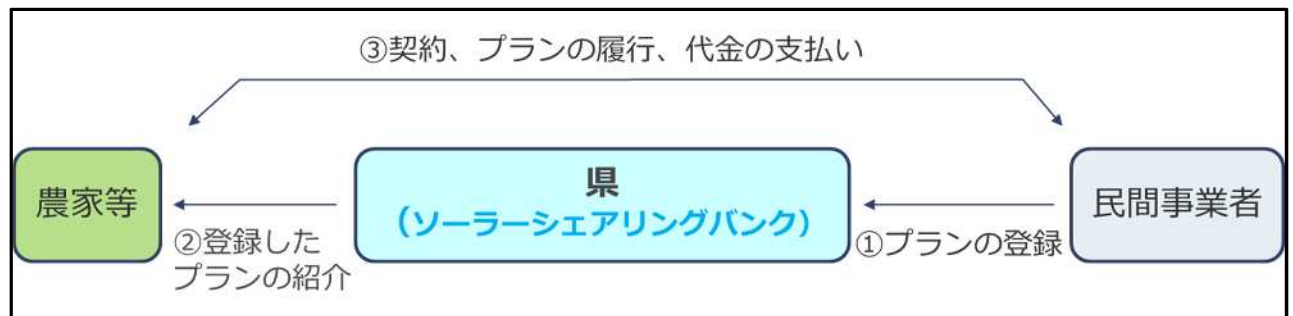 ③契約、プランの履行、代金の支払い
農家等
県
（ソーラーシェアリングバンク）
民間事業者
②登録した
プランの紹介
①プランの登録